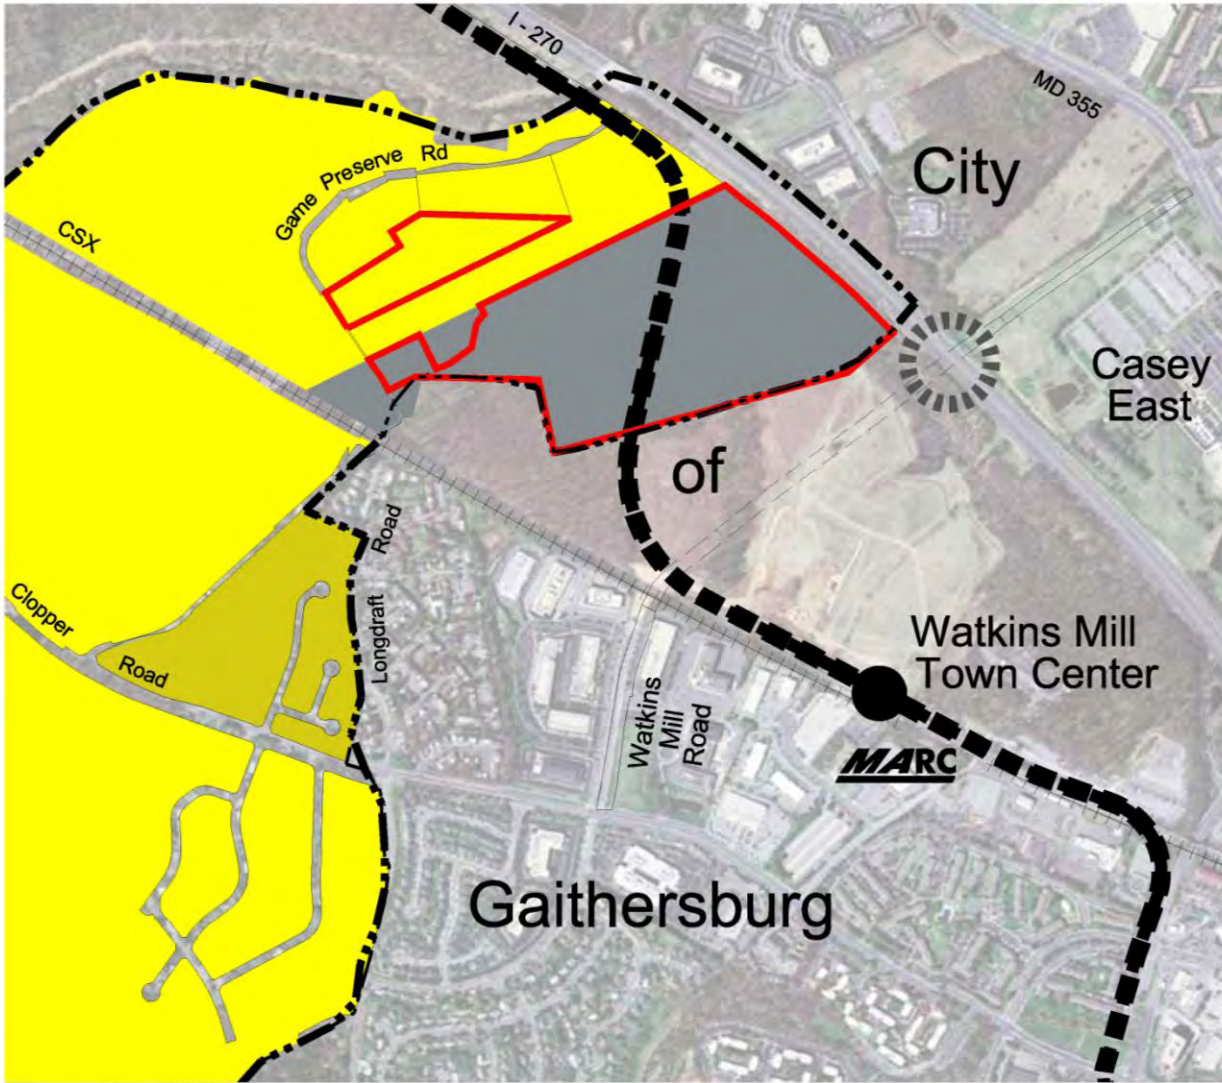 I - 270
MD 355
City
Game Preserve Rd
CSX
Casey
East
of
Road
Longdraft
Clopper
Road
Watkins Mill
Town Center
Watkins
Mill
Road
MARC
Gaithersburg